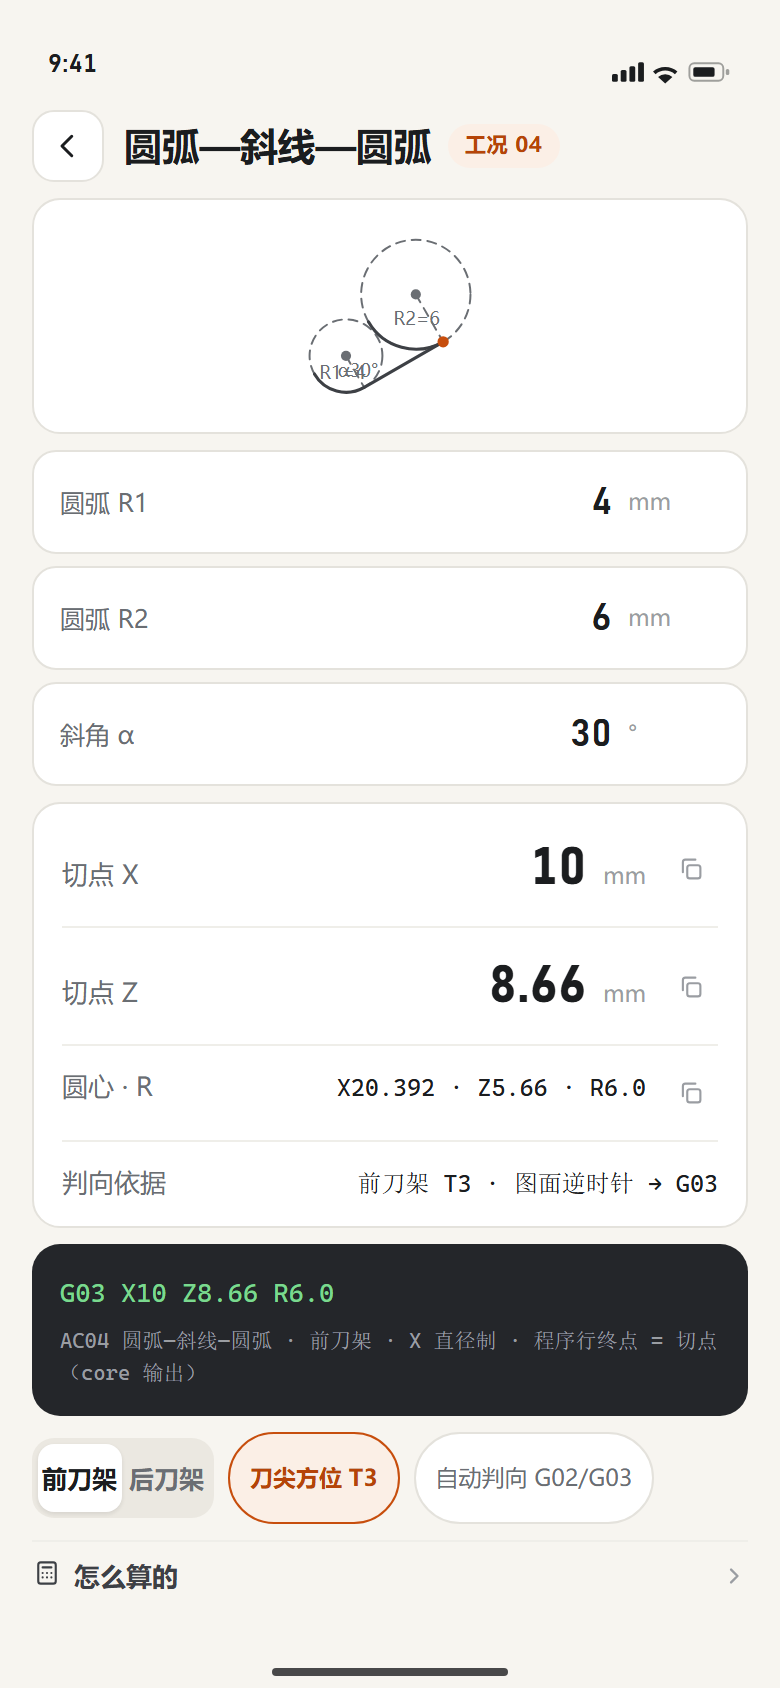 9:41
圆弧—斜线—圆弧 工况 04
R2=6
R1=4
α30°
圆弧 R1 4 mm
圆弧 R2 6 mm
斜角 α 30 °
切点 X 10 mm
切点 Z 8.66 mm
圆心 · R X20.392 · Z5.66 · R6.0
判向依据 前刀架 T3 · 图面逆时针 → G03
G03 X10 Z8.66 R6.0
AC04 圆弧—斜线—圆弧 · 前刀架 · X 直径制 · 程序行终点 = 切点
（core 输出）
前刀架 后刀架 刀尖方位 T3 自动判向 G02/G03
怎么算的